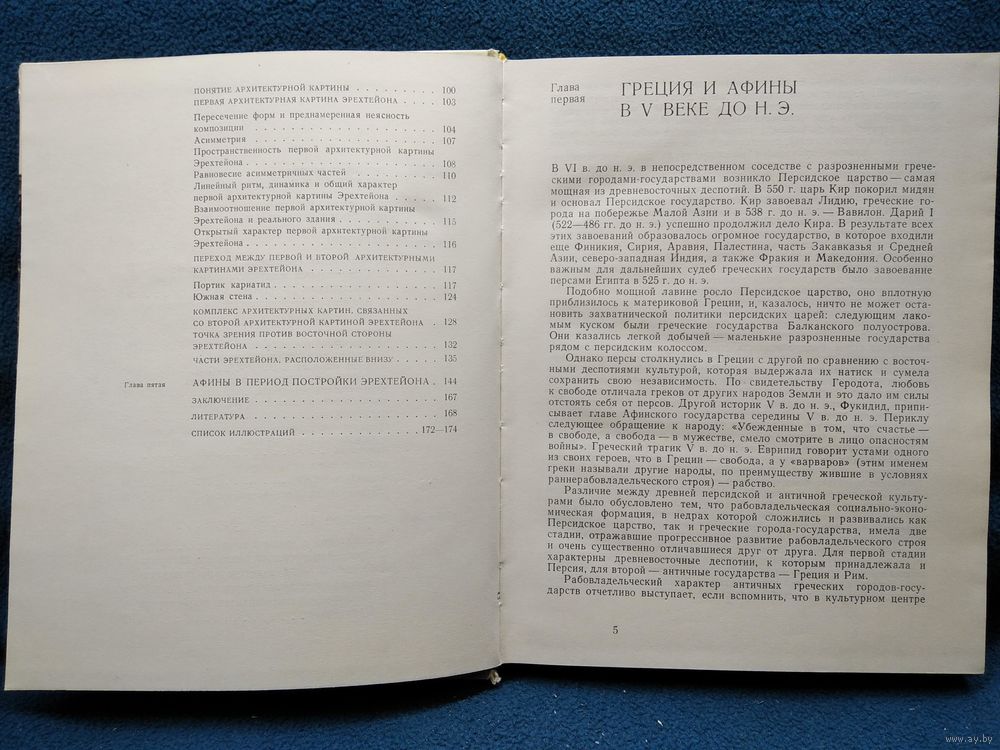 ПОНЯТИЕ АРХИТЕКТУРНОЙ КАРТИНЫ . . . . . . . . . 100
ПЕРВАЯ АРХИТЕКТУРНАЯ КАРТИНА ЭРЕХТЕЙОНА . . . . 103
Пересечение форм и преднамеренная неясность
композиции . . . . . . . . . . . . . . . . . . 104
Асимметрия . . . . . . . . . . . . . . . . . . 107
Пространственность первой архитектурной картины
Эрехтейона . . . . . . . . . . . . . . . . . . 108
Равновесие асимметричных частей . . . . . . . . 110
Линейный ритм, динамика и общий характер
первой архитектурной картины Эрехтейона . . . . 112
Взаимоотношение первой архитектурной картины
Эрехтейона и реального здания . . . . . . . . . 115
Открытый характер первой архитектурной картины
Эрехтейона . . . . . . . . . . . . . . . . . . 116
ПЕРЕХОД МЕЖДУ ПЕРВОЙ И ВТОРОЙ АРХИТЕКТУРНЫМИ
КАРТИНАМИ ЭРЕХТЕЙОНА . . . . . . . . . . . . . 117
Портик кариатид . . . . . . . . . . . . . . . . 117
Южная стена . . . . . . . . . . . . . . . . . . 124
КОМПЛЕКС АРХИТЕКТУРНЫХ КАРТИН, СВЯЗАННЫХ
СО ВТОРОЙ АРХИТЕКТУРНОЙ КАРТИНОЙ ЭРЕХТЕЙОНА . 128
ТОЧКА ЗРЕНИЯ ПРОТИВ ВОСТОЧНОЙ СТОРОНЫ
ЭРЕХТЕЙОНА . . . . . . . . . . . . . . . . . . 132
ЧАСТИ ЭРЕХТЕЙОНА, РАСПОЛОЖЕННЫЕ ВНИЗУ . . . . . 135
Глава пятая АФИНЫ В ПЕРИОД ПОСТРОЙКИ ЭРЕХТЕЙОНА . 144
ЗАКЛЮЧЕНИЕ . . . . . . . . . . . . . . . . . . 167
ЛИТЕРАТУРА . . . . . . . . . . . . . . . . . . 168
СПИСОК ИЛЛЮСТРАЦИЙ . . . . . . . . . . . . . 172—174
Глава
первая
ГРЕЦИЯ И АФИНЫ
В V ВЕКЕ ДО Н. Э.
В VI в. до н. э. в непосредственном соседстве с разрозненными грече-
скими городами-государствами возникло Персидское царство — самая
мощная из древневосточных деспотий. В 550 г. царь Кир покорил мидян
и основал Персидское государство. Кир завоевал Лидию, греческие го-
рода на побережье Малой Азии и в 538 г. до н. э. — Вавилон. Дарий I
(522—486 гг. до н. э.) успешно продолжил дело Кира. В результате всех
этих завоеваний образовалось огромное государство, в которое входили
еще Финикия, Сирия, Аравия, Палестина, часть Закавказья и Средней
Азии, северо-западная Индия, а также Фракия и Македония. Особенно
важным для дальнейших судеб греческих государств было завоевание
персами Египта в 525 г. до н. э.
Подобно мощной лавине росло Персидское царство, оно вплотную
приблизилось к материковой Греции, и, казалось, ничто не может оста-
новить захватнической политики персидских царей: следующим лако-
мым куском были греческие государства Балканского полуострова.
Они казались легкой добычей — маленькие разрозненные государства
рядом с персидским колоссом.
Однако персы столкнулись в Греции с другой по сравнению с восточ-
ными деспотиями культурой, которая выдержала их натиск и сумела
сохранить свою независимость. По свидетельству Геродота, любовь
к свободе отличала греков от других народов Земли и это дало им силы
отстоять себя от персов. Другой историк V в. до н. э., Фукидид, припи-
сывает главе Афинского государства середины V в. до н. э. Периклу
следующее обращение к народу: «Убежденные в том, что счастье —
в свободе, а свобода — в мужестве, смело смотрите в лицо опастностям
войны». Греческий трагик V в. до н. э. Еврипид говорит устами одного
из своих героев, что в Греции — свобода, а у «варваров» (этим именем
греки называли другие народы, по преимуществу жившие в условиях
раннерабовладельческого строя) — рабство.
Различие между древней персидской и античной греческой культу-
рами было обусловлено тем, что рабовладельческая социально-эконо-
мическая формация, в недрах которой сложились и развивались как
Персидское царство, так и греческие города-государства, имела две
стадии, отражавшие прогрессивное развитие рабовладельческого строя
и очень существенно отличавшиеся друг от друга. Для первой стадии
характерны древневосточные деспотии, к которым принадлежала и
Персия, для второй — античные государства — Греция и Рим.
Рабовладельческий характер античных греческих городов-госу-
дарств отчетливо выступает, если вспомнить, что в культурном центре
5
www.ay.by